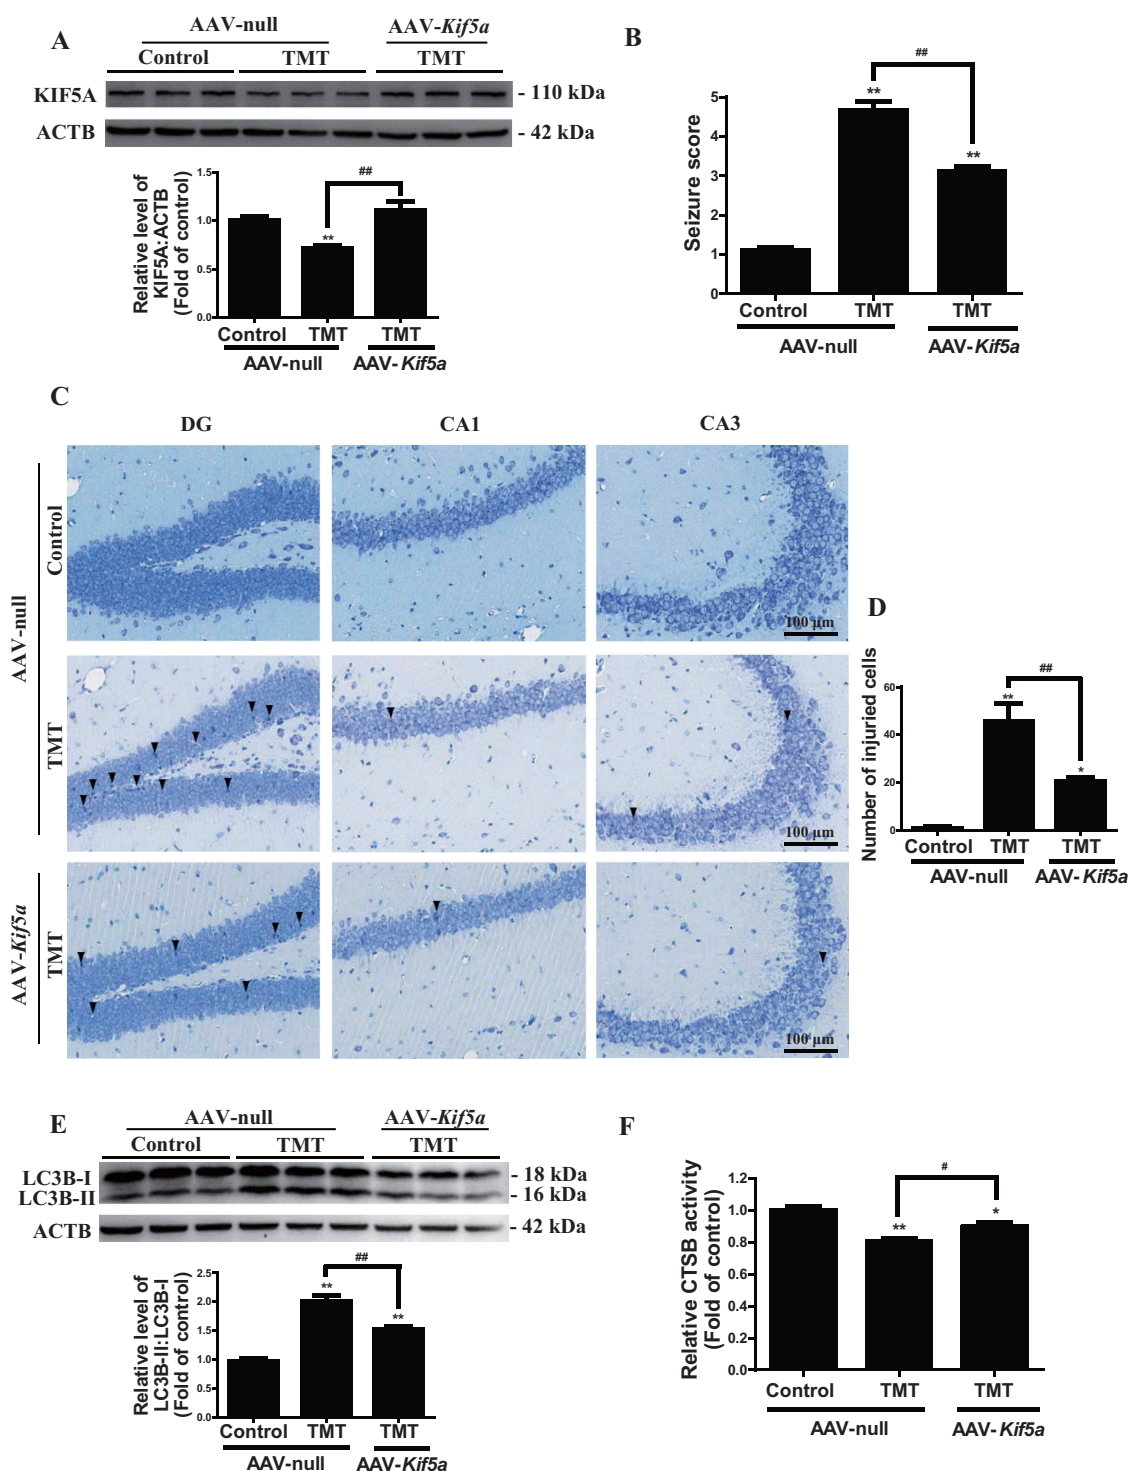 A
AAV-null
AAV-Kif5a
Control
TMT
TMT
KIF5A
- 110 kDa
ACTB
- 42 kDa
Relative level of
KIF5A:ACTB
(Fold of control)
1.5
1.0
0.5
0.0
**
##
Control
TMT
TMT
AAV-null
AAV-Kif5a
B
Seizure score
5
4
3
2
1
0
**
##
**
Control
TMT
TMT
AAV-null
AAV-Kif5a
C
DG
CA1
CA3
AAV-null
Control
100 µm
TMT
100 µm
AAV-Kif5a
TMT
100 µm
D
Number of injuried cells
60
40
20
0
**
##
*
Control
TMT
TMT
AAV-null
AAV-Kif5a
E
AAV-null
AAV-Kif5a
Control
TMT
TMT
LC3B-I
- 18 kDa
LC3B-II
- 16 kDa
ACTB
- 42 kDa
Relative level of
LC3B-II:LC3B-I
(Fold of control)
2.5
2.0
1.5
1.0
0.5
0.0
**
##
**
Control
TMT
TMT
AAV-null
AAV-Kif5a
F
Relative CTSB activity
(Fold of control)
1.2
1.0
0.8
0.6
0.4
0.2
0.0
**
#
*
Control
TMT
TMT
AAV-null
AAV-Kif5a